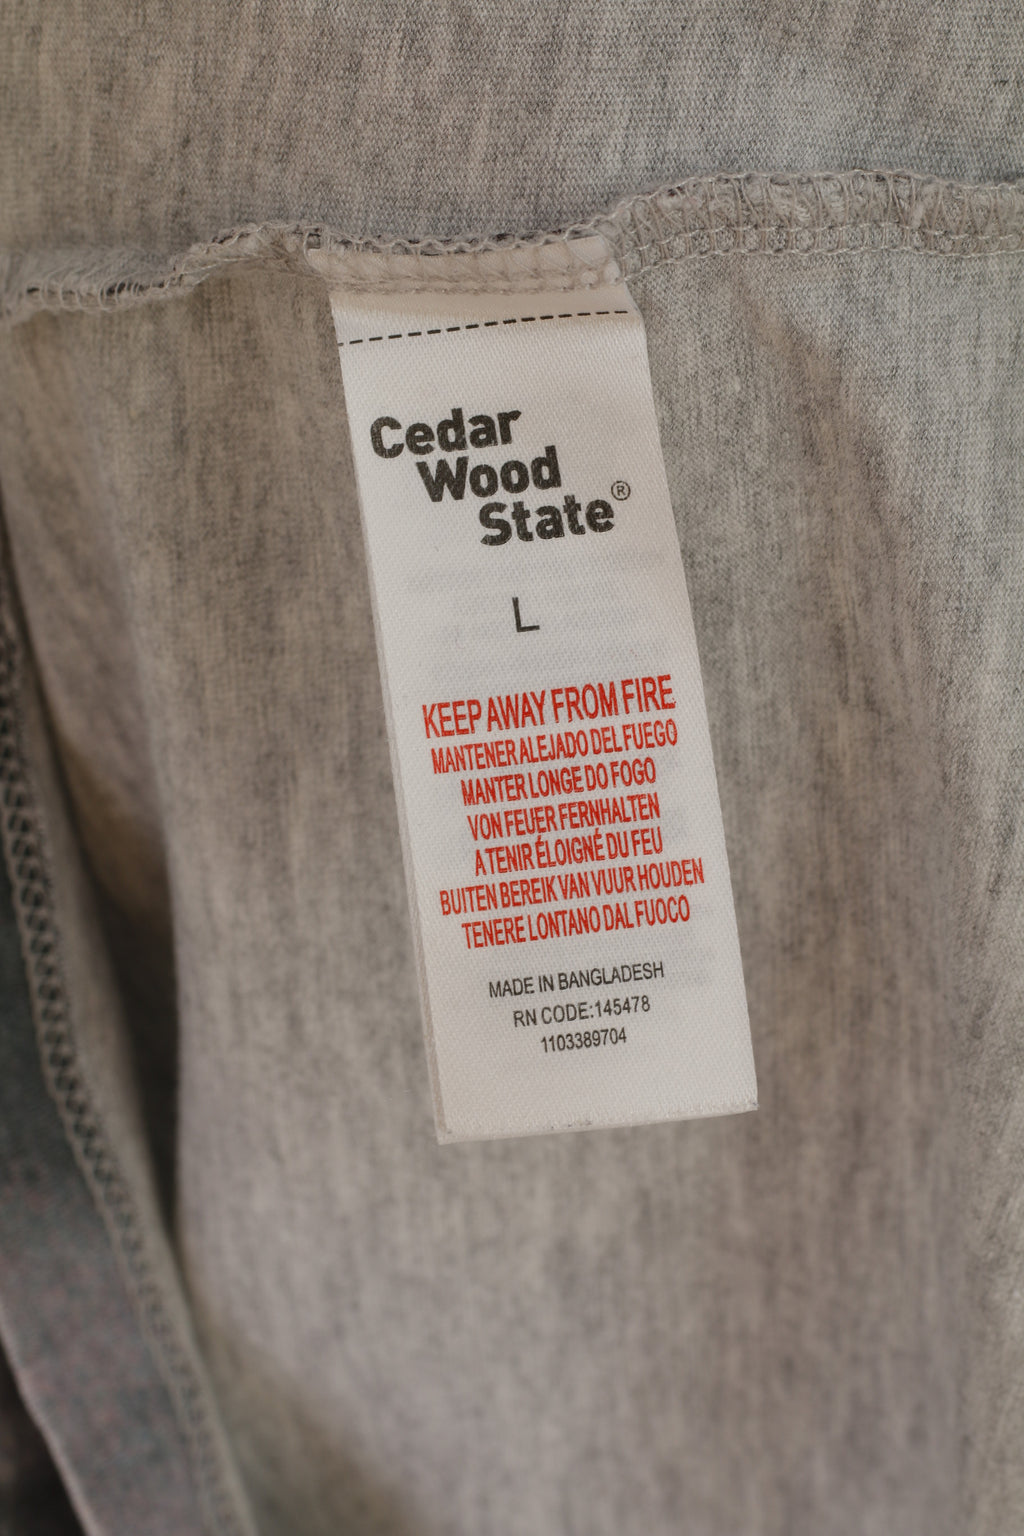 Cedar
Wood
State®
L
KEEP AWAY FROM FIRE
MANTENER ALEJADO DEL FUEGO
MANTER LONGE DO FOGO
VON FEUER FERNHALTEN
A TENIR ÉLOIGNÉ DU FEU
BUITEN BEREIK VAN VUUR HOUDEN
TENERE LONTANO DAL FUOCO
MADE IN BANGLADESH
RN CODE:145478
1103389704